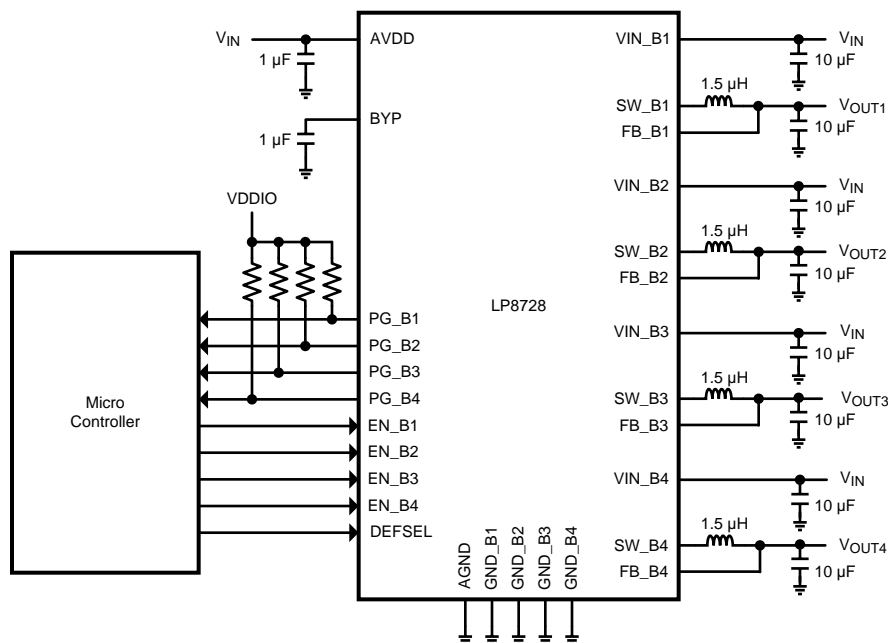 V_IN
1 µF
AVDD
BYP
1 µF
VDDIO
Micro
Controller
PG_B1
PG_B2
PG_B3
PG_B4
EN_B1
EN_B2
EN_B3
EN_B4
DEFSEL
LP8728
AGND
GND_B1
GND_B2
GND_B3
GND_B4
VIN_B1
V_IN
10 µF
1.5 µH
SW_B1
V_OUT1
FB_B1
10 µF
VIN_B2
V_IN
10 µF
1.5 µH
SW_B2
V_OUT2
FB_B2
10 µF
VIN_B3
V_IN
10 µF
1.5 µH
SW_B3
V_OUT3
FB_B3
10 µF
VIN_B4
V_IN
10 µF
1.5 µH
SW_B4
V_OUT4
FB_B4
10 µF